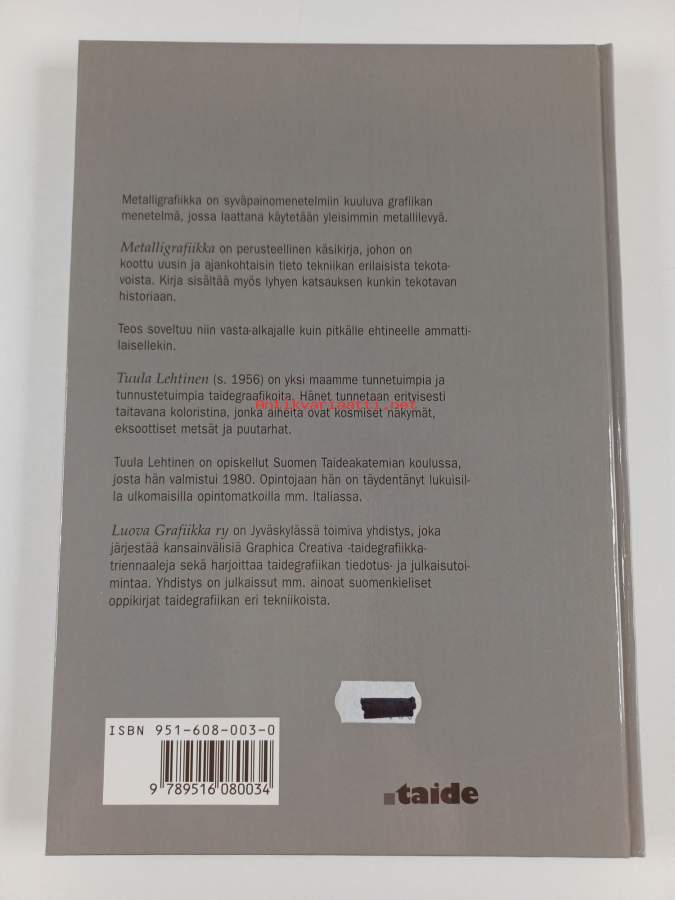 Metalligrafiikka on syväpainomenetelmiin kuuluva grafiikan
menetelmä, jossa laattana käytetään yleisimmin metallilevyä.
Metalligrafiikka on perusteellinen käsikirja, johon on
koottu uusin ja ajankohtaisin tieto tekniikan erilaisista tekota-
voista. Kirja sisältää myös lyhyen katsauksen kunkin tekotavan
historiaan.
Teos soveltuu niin vasta-alkajalle kuin pitkälle ehtineelle ammatti-
laisellekin.
Tuula Lehtinen (s. 1956) on yksi maamme tunnetuimpia ja
tunnustetuimpia taidegraafikoita. Hänet tunnetaan erityisesti
Antikvariaatti.net
taitavana koloristina, jonka aiheita ovat kosmiset näkymät,
eksoottiset metsät ja puutarhat.
Tuula Lehtinen on opiskellut Suomen Taideakatemian koulussa,
josta hän valmistui 1980. Opintojaan hän on täydentänyt lukuisil-
la ulkomaisilla opintomatkoilla mm. Italiassa.
Luova Grafiikka ry on Jyväskylässä toimiva yhdistys, joka
järjestää kansainvälisiä Graphica Creativa -taidegrafiikka-
triennaaleja sekä harjoittaa taidegrafiikan tiedotus- ja julkaisutoi-
mintaa. Yhdistys on julkaissut mm. ainoat suomenkieliset
oppikirjat taidegrafiikan eri tekniikoista.
ISBN 951-608-003-0
9 789516 080034
taide